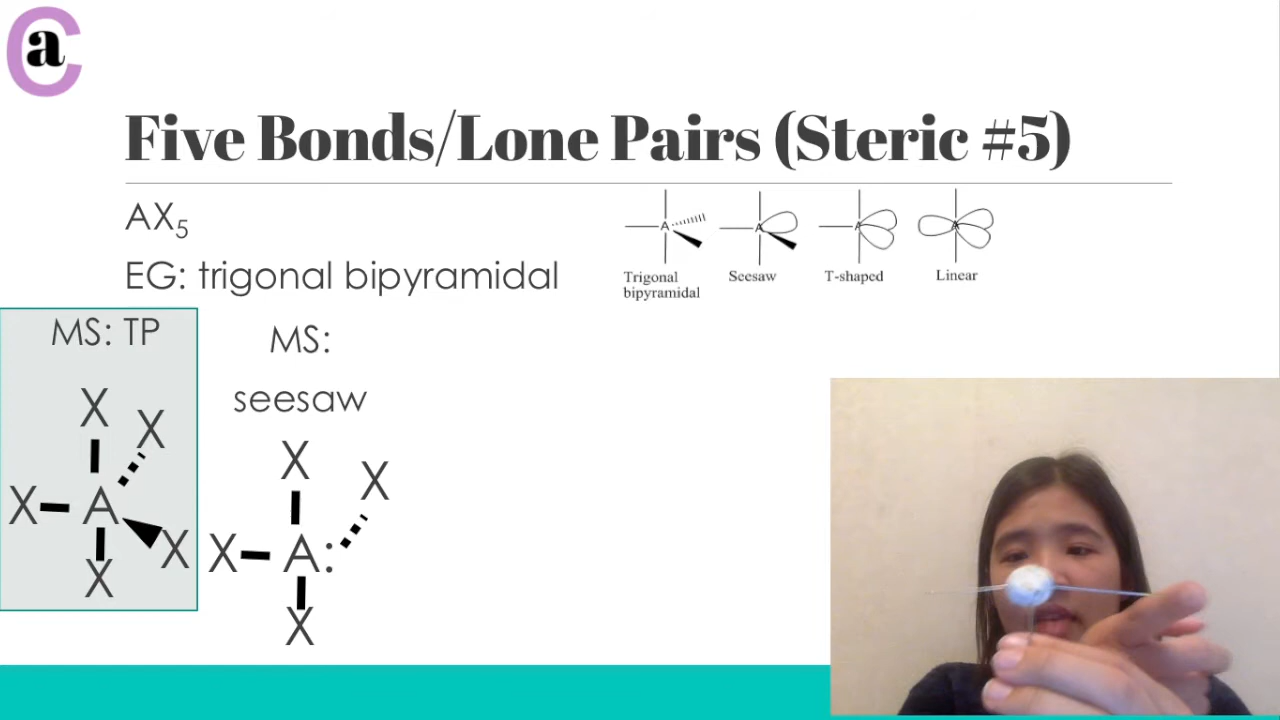 a
C
Five Bonds/Lone Pairs (Steric #5)
AX5
EG: trigonal bipyramidal
A A A A
Trigonal
bipyramidal
Seesaw
T-shaped
Linear
MS: TP
X
X
X A
X
X
MS:
seesaw
X
X
X A:
X